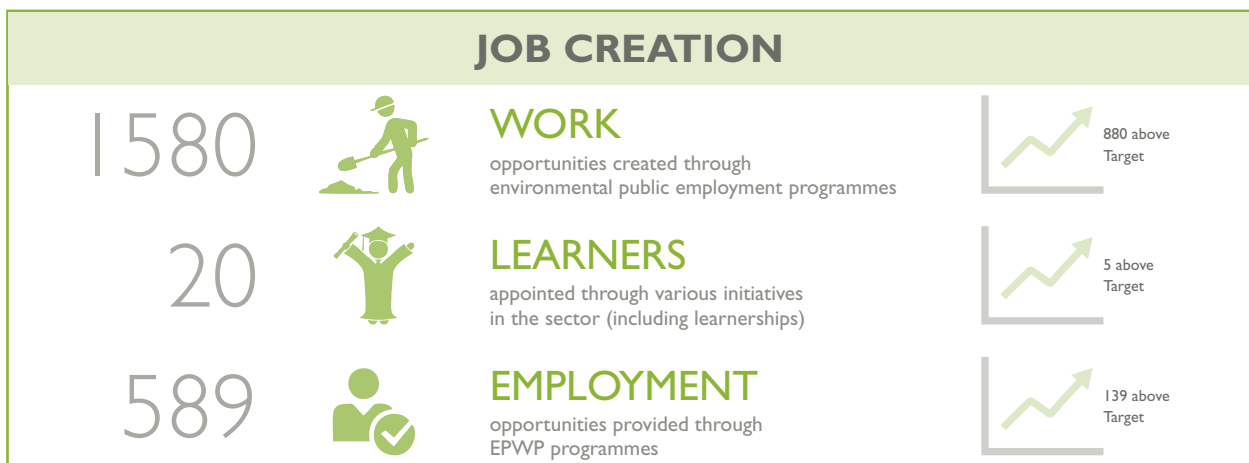 JOB CREATION
1580
WORK
opportunities created through
environmental public employment programmes
880 above
Target
20
LEARNERS
appointed through various initiatives
in the sector (including learnerships)
5 above
Target
589
EMPLOYMENT
opportunities provided through
EPWP programmes
139 above
Target